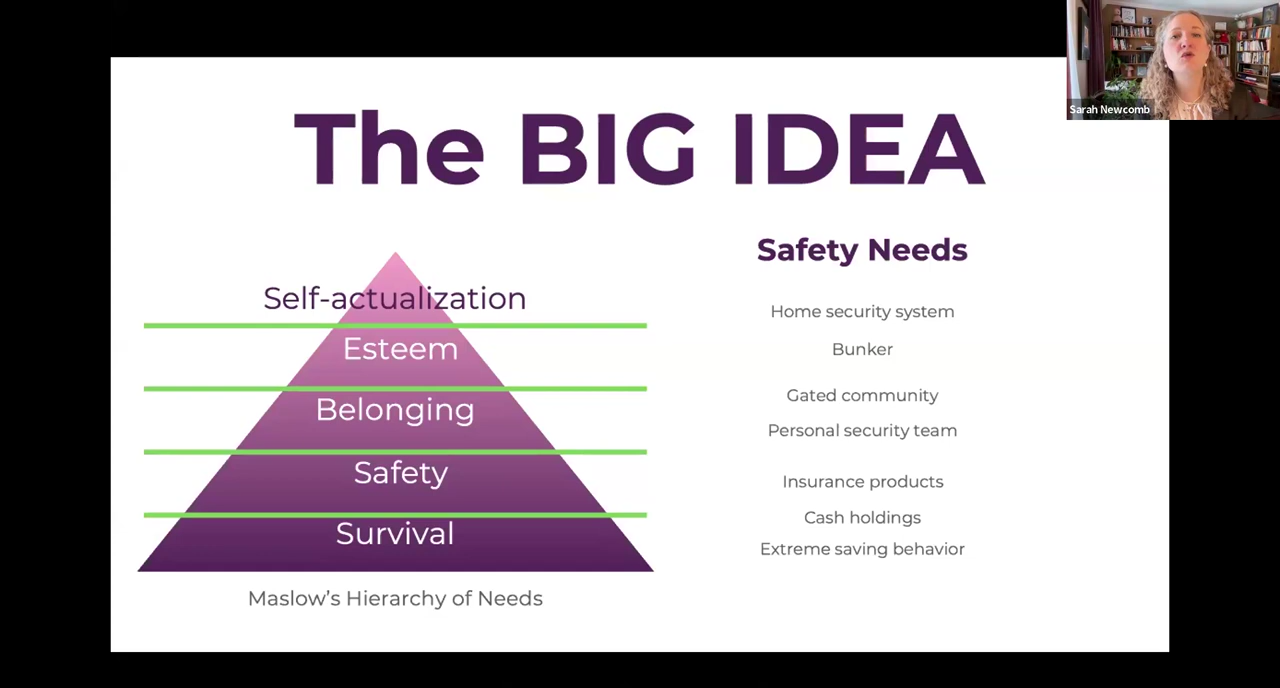 Sarah Newcomb
The BIG IDEA
Self-actualization
Esteem
Belonging
Safety
Survival
Maslow’s Hierarchy of Needs
Safety Needs
Home security system
Bunker
Gated community
Personal security team
Insurance products
Cash holdings
Extreme saving behavior